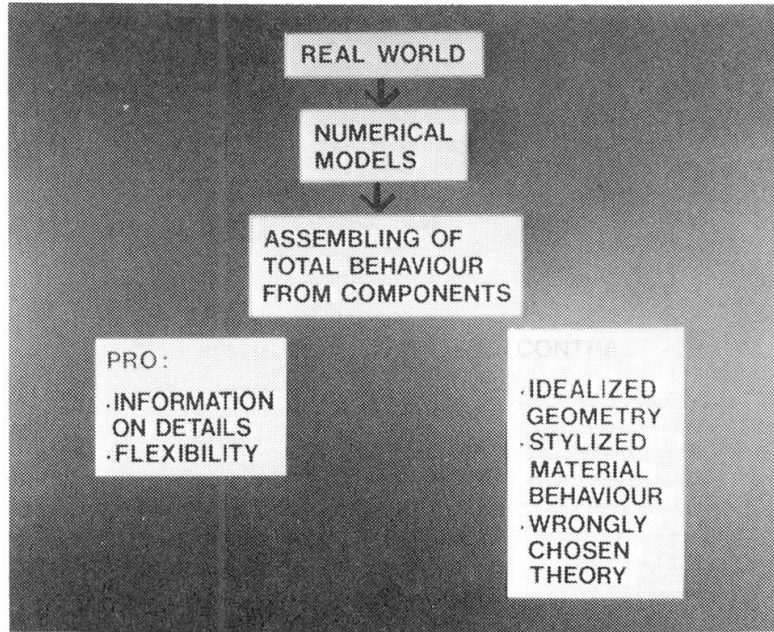 REAL WORLD
NUMERICAL
MODELS
ASSEMBLING OF
TOTAL BEHAVIOUR
FROM COMPONENTS
PRO:
·INFORMATION
ON DETAILS
·FLEXIBILITY
·IDEALIZED
GEOMETRY
·STYLIZED
MATERIAL
BEHAVIOUR
·WRONGLY
CHOSEN
THEORY